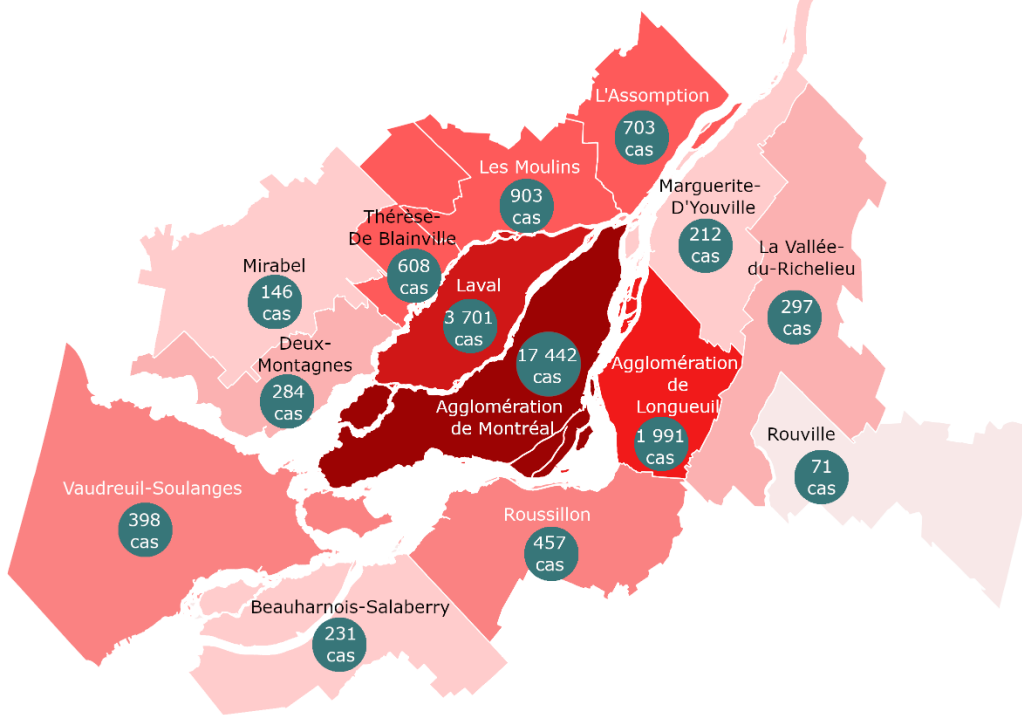 L'Assomption
703
cas
Les Moulins
903
cas
Marguerite-
D'Youville
212
cas
Thérèse-
De Blainville
608
cas
La Vallée-
du-Richelieu
297
cas
Mirabel
146
cas
Laval
3 701
cas
Deux-
Montagnes
284
cas
17 442
cas
Agglomération
de Montréal
Agglomération
de
Longueuil
1 991
cas
Rouville
71
cas
Vaudreuil-Soulanges
398
cas
Roussillon
457
cas
Beauharnois-Salaberry
231
cas